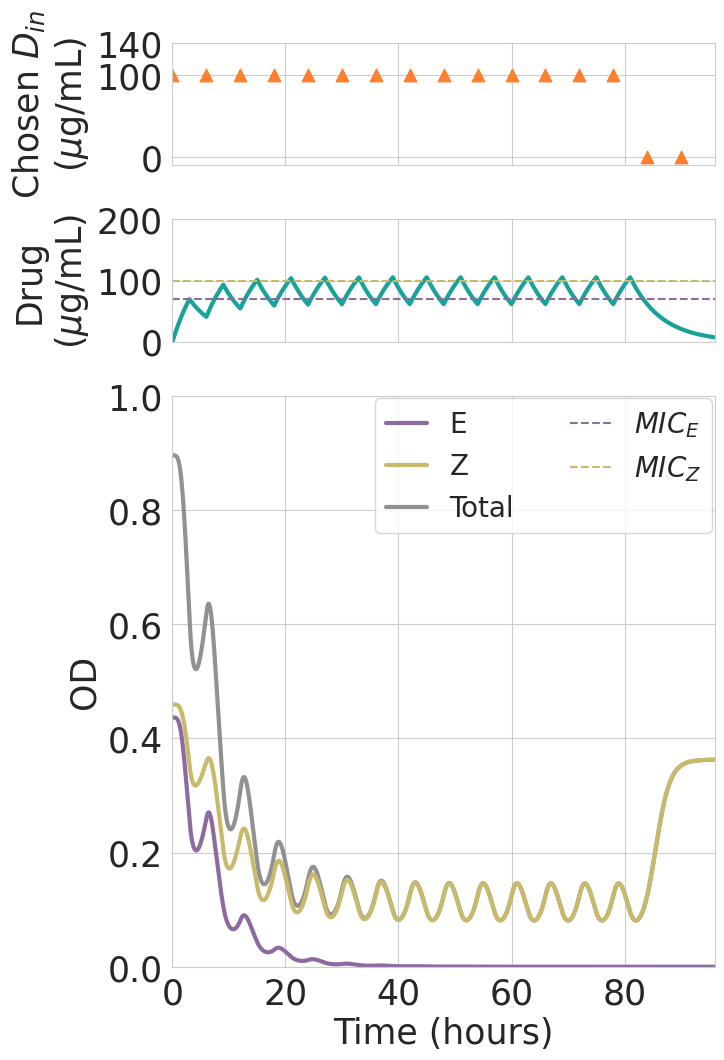 Chosen D_in
(μg/mL)
140
100
0
Drug
(μg/mL)
200
100
0
OD
1.0
0.8
0.6
0.4
0.2
0.0
E
Z
Total
MIC_E
MIC_Z
0 20 40 60 80
Time (hours)